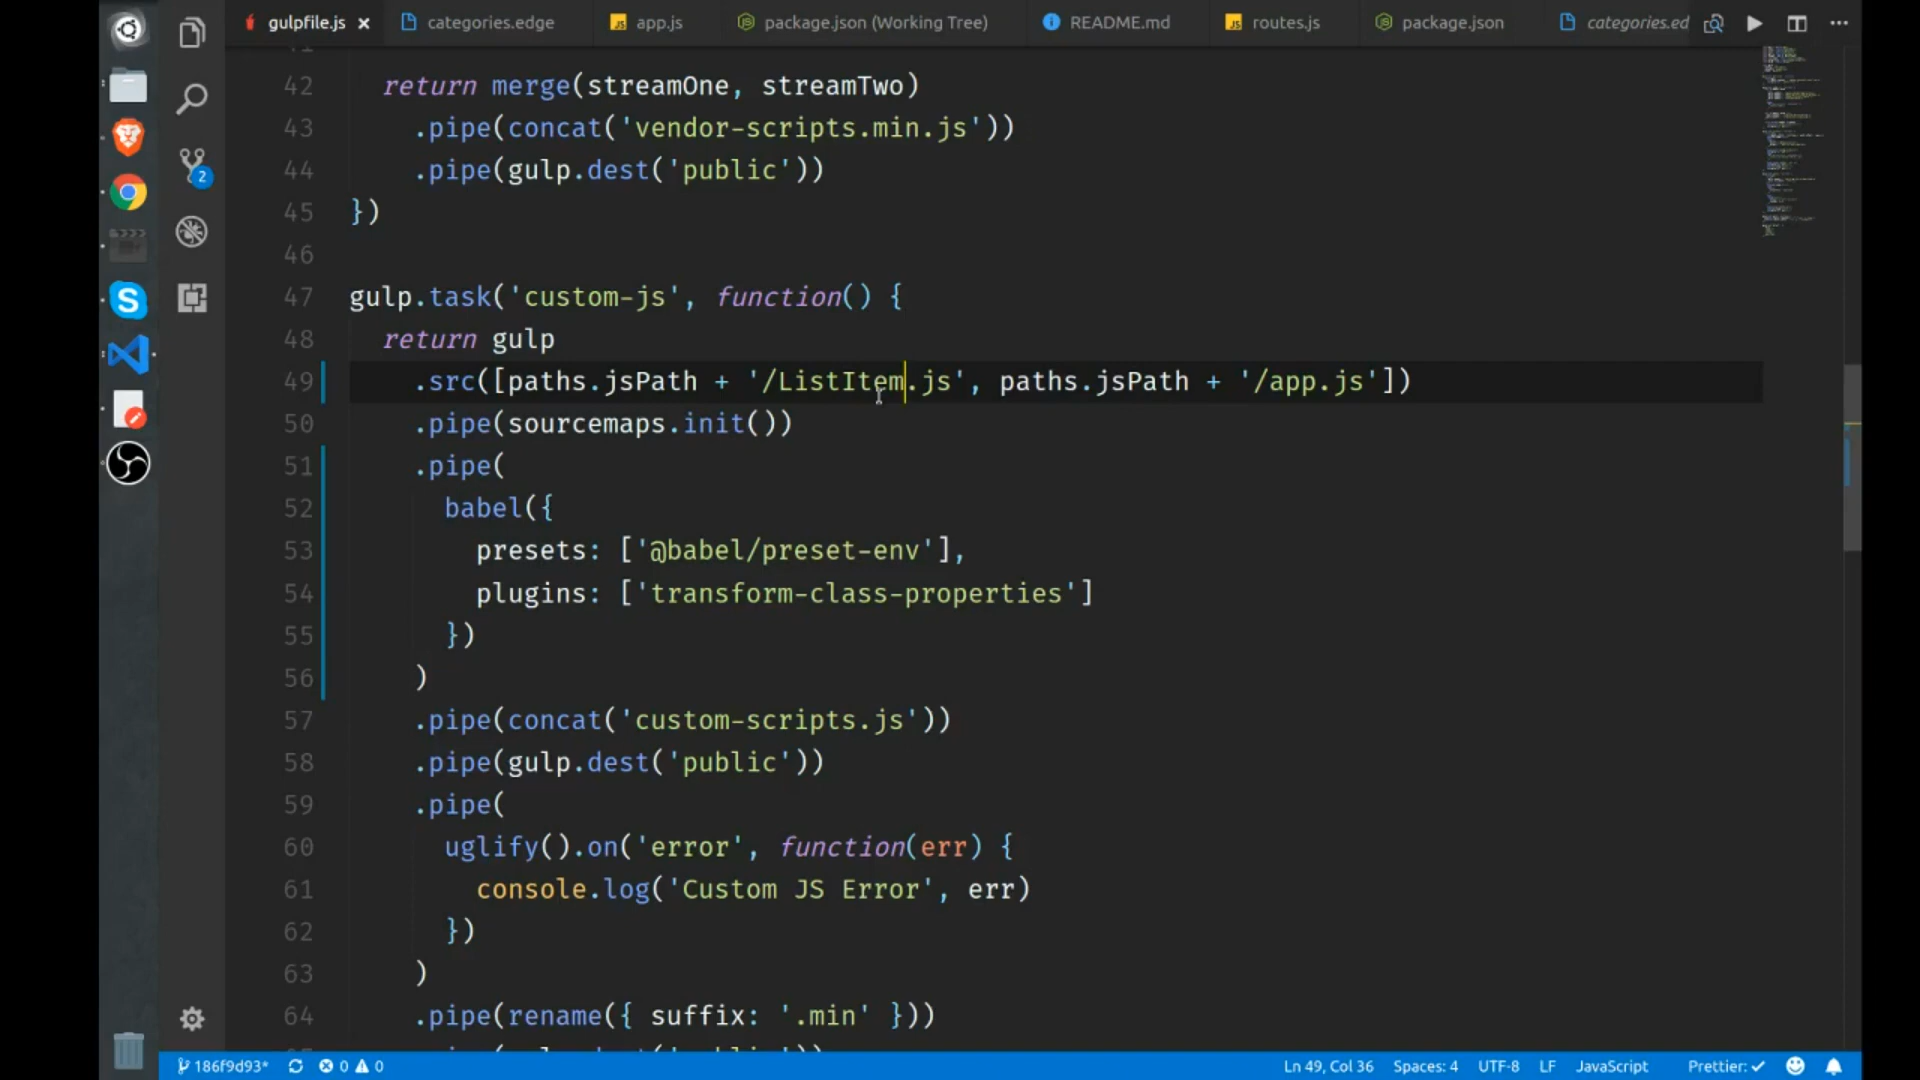 gulpfile.js
categories.edge
app.js
package.json (Working Tree)
README.md
routes.js
package.json
categories.ed
42 return merge(streamOne, streamTwo)
43 .pipe(concat('vendor-scripts.min.js'))
44 .pipe(gulp.dest('public'))
45 })
46
47 gulp.task('custom-js', function() {
48 return gulp
49 .src([paths.jsPath + '/ListItem.js', paths.jsPath + '/app.js'])
50 .pipe(sourcemaps.init())
51 .pipe(
52 babel({
53 presets: ['@babel/preset-env'],
54 plugins: ['transform-class-properties']
55 })
56 )
57 .pipe(concat('custom-scripts.js'))
58 .pipe(gulp.dest('public'))
59 .pipe(
60 uglify().on('error', function(err) {
61 console.log('Custom JS Error', err)
62 })
63 )
64 .pipe(rename({ suffix: '.min' }))
2
186f9d93* 0 0 Ln 49, Col 36 Spaces: 4 UTF-8 LF JavaScript Prettier: ✓